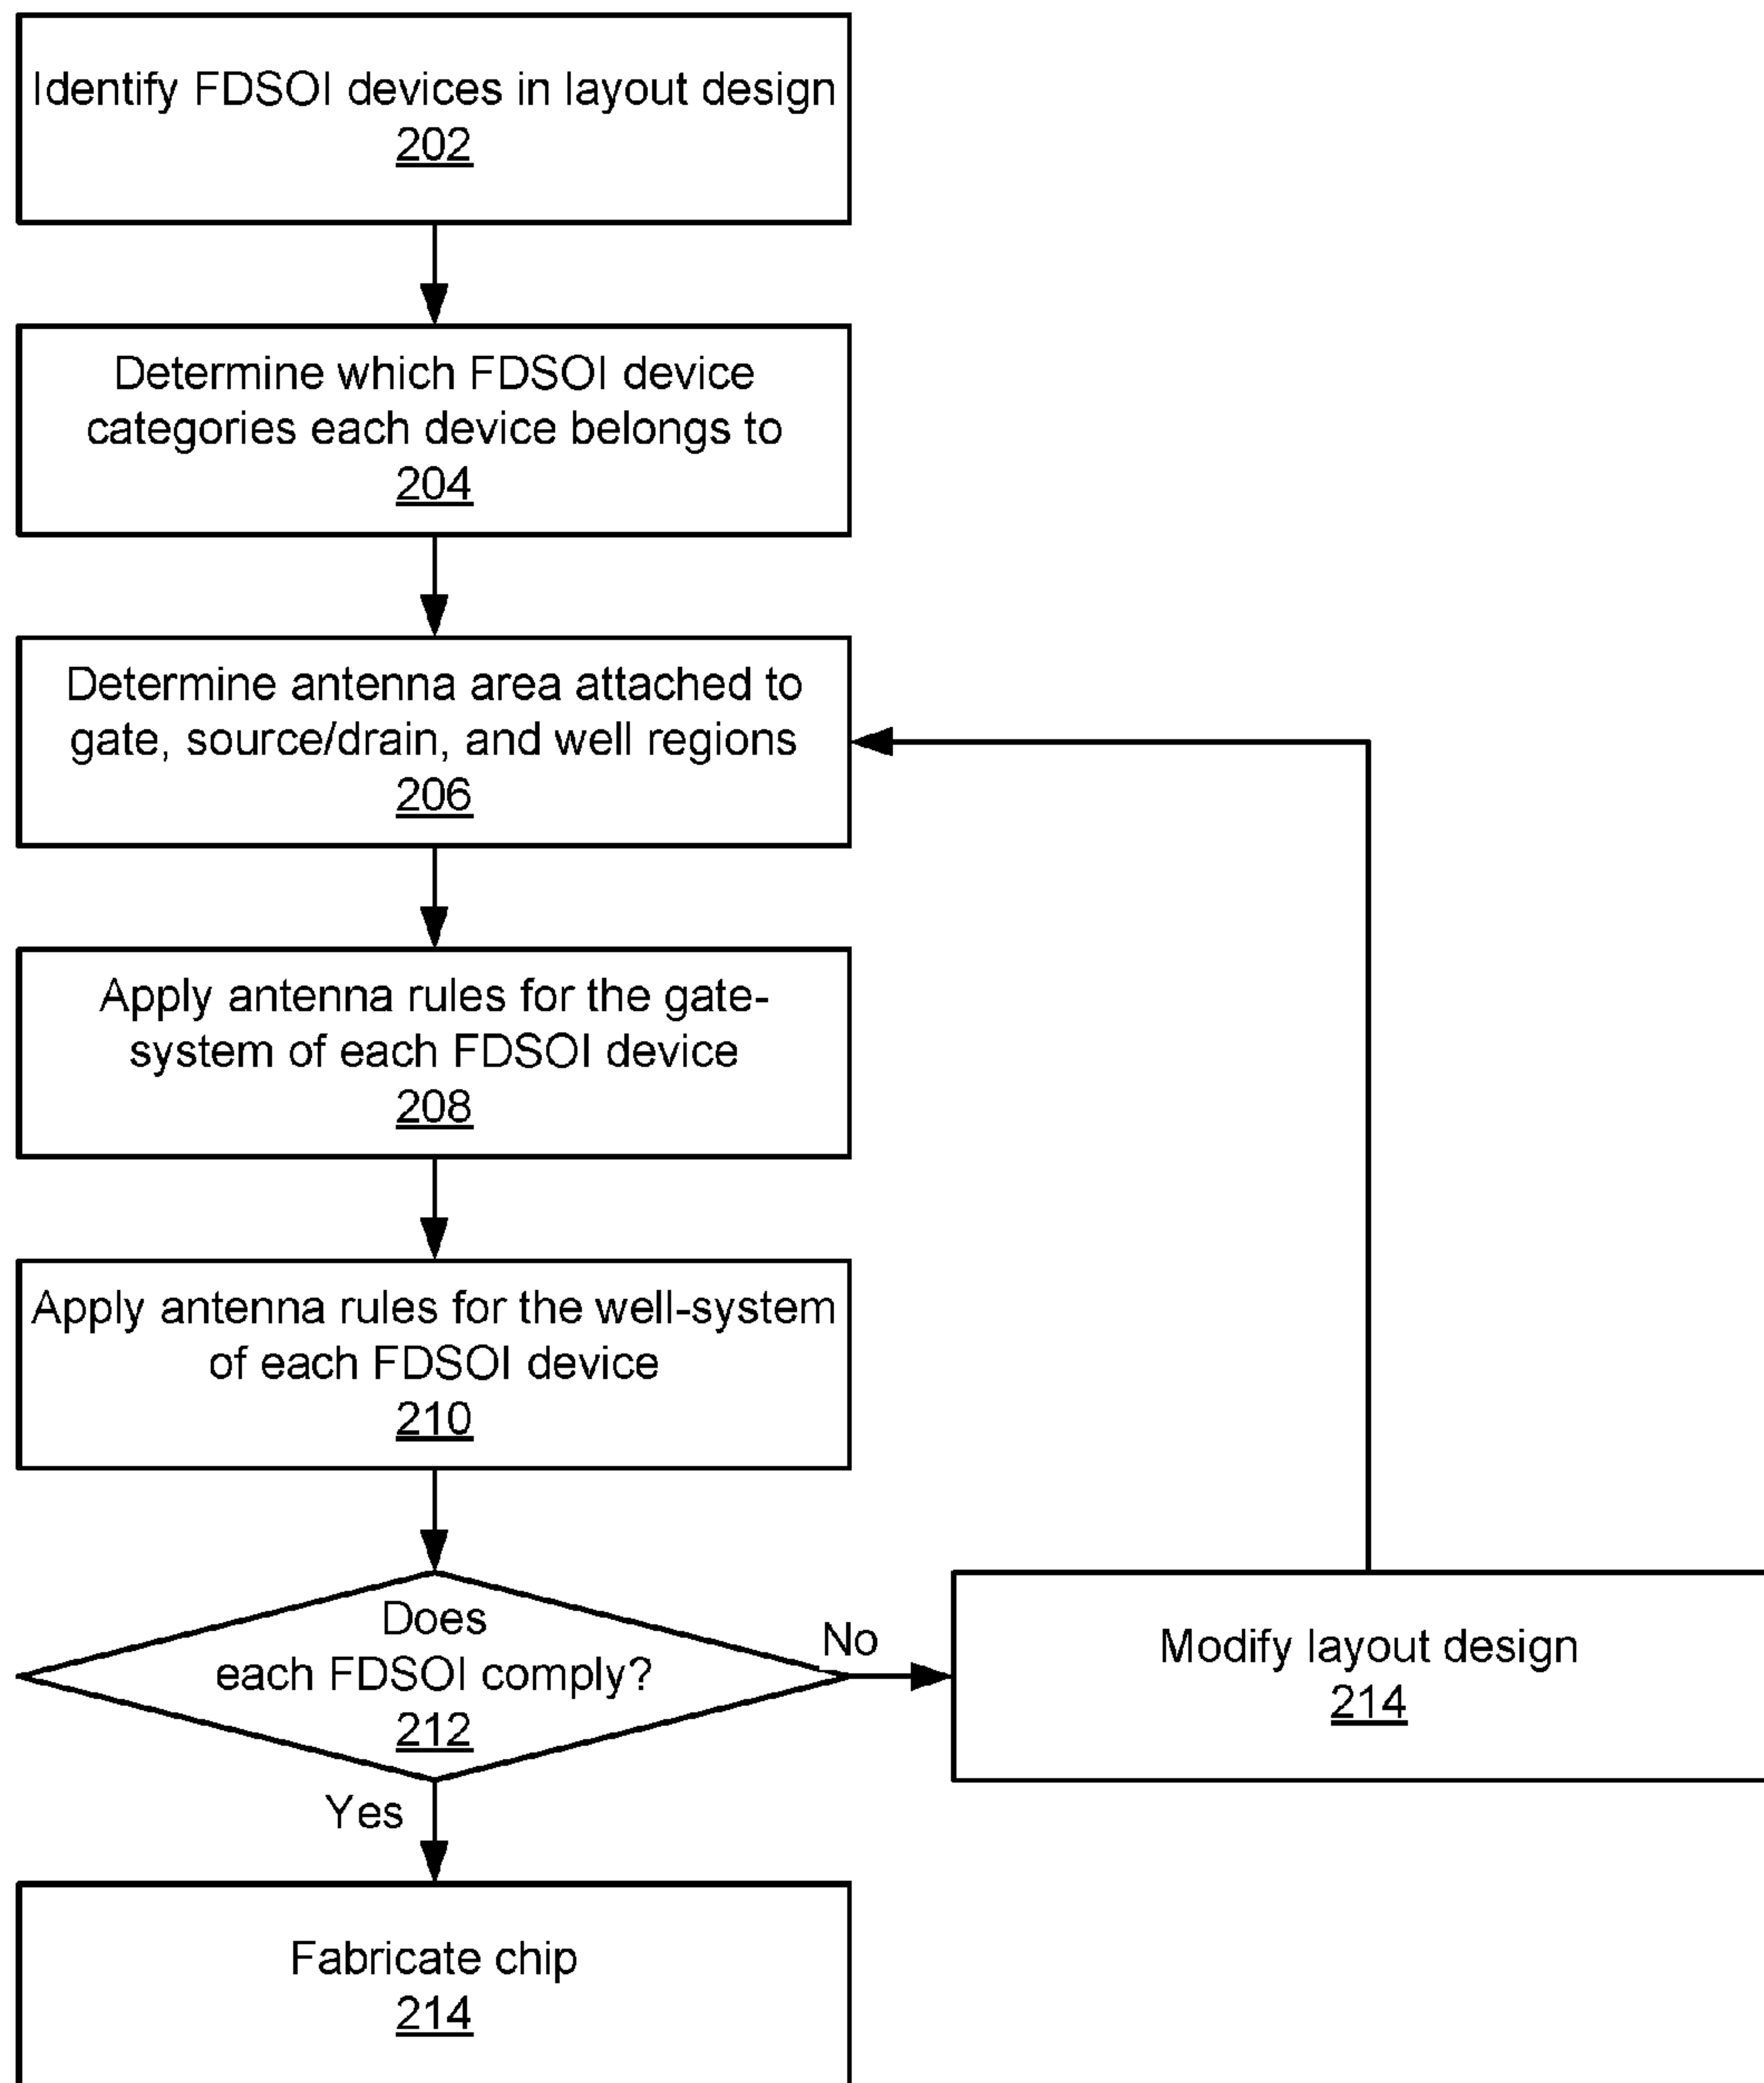 Identify FDSOI devices in layout design
202
Determine which FDSOI device
categories each device belongs to
204
Determine antenna area attached to
gate, source/drain, and well regions
206
Apply antenna rules for the gate-
system of each FDSOI device
208
Apply antenna rules for the well-system
of each FDSOI device
210
Does
each FDSOI comply?
212
No
Modify layout design
214
Yes
Fabricate chip
214